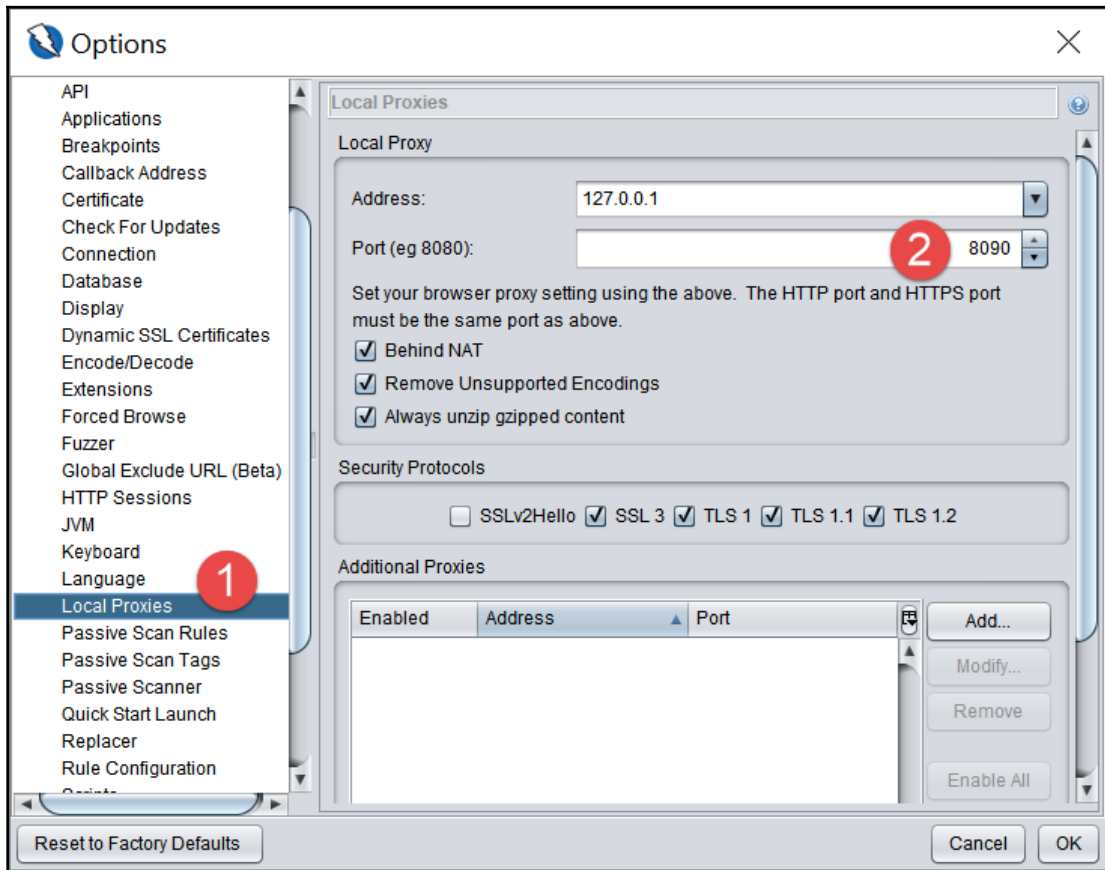 Options
API
Applications
Breakpoints
Callback Address
Certificate
Check For Updates
Connection
Database
Display
Dynamic SSL Certificates
Encode/Decode
Extensions
Forced Browse
Fuzzer
Global Exclude URL (Beta)
HTTP Sessions
JVM
Keyboard
Language
1
Local Proxies
Passive Scan Rules
Passive Scan Tags
Passive Scanner
Quick Start Launch
Replacer
Rule Configuration
Scripts
Local Proxies
Local Proxy
Address: 127.0.0.1
Port (eg 8080): 2 8090
Set your browser proxy setting using the above. The HTTP port and HTTPS port
must be the same port as above.
Behind NAT
Remove Unsupported Encodings
Always unzip gzipped content
Security Protocols
SSLv2Hello SSL 3 TLS 1 TLS 1.1 TLS 1.2
Additional Proxies
Enabled Address Port
Add...
Modify...
Remove
Enable All
Reset to Factory Defaults Cancel OK